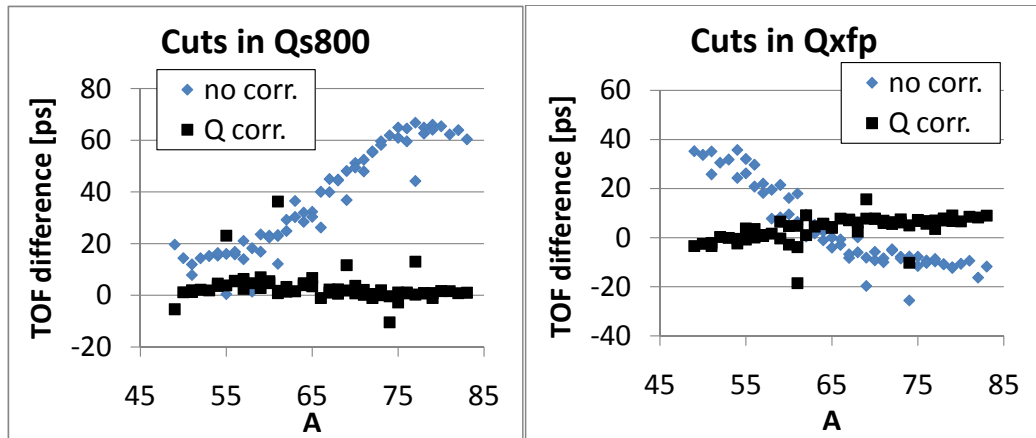 Cuts in Qs800
no corr.
Q corr.
TOF difference [ps]
80
60
40
20
0
-20
45
55
65
75
85
A
Cuts in Qxfp
no corr.
Q corr.
TOF difference [ps]
60
40
20
0
-20
-40
45
55
65
75
85
A